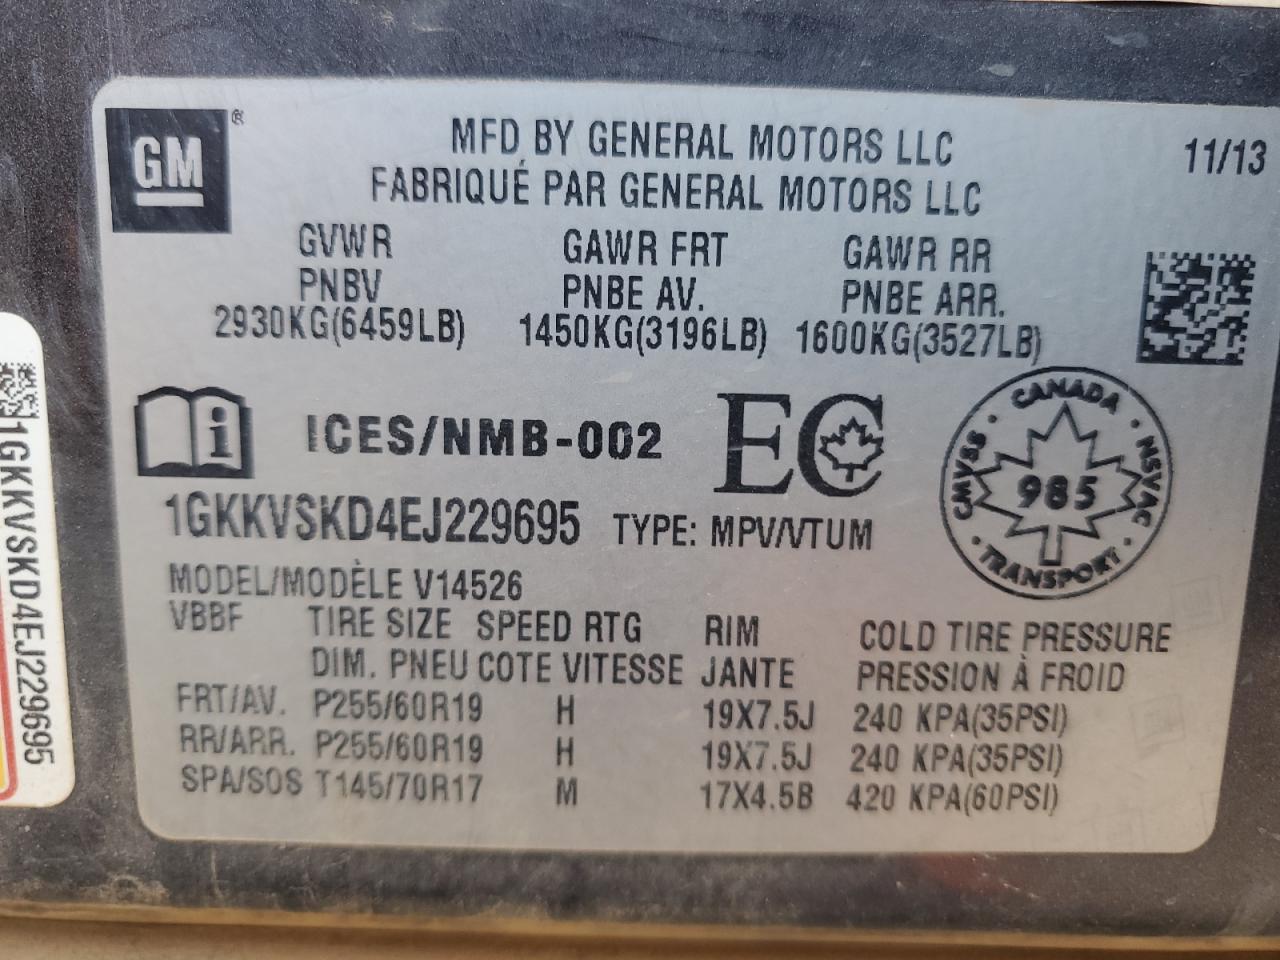 GM ®
MFD BY GENERAL MOTORS LLC
11/13
FABRIQUÉ PAR GENERAL MOTORS LLC
GVWR GAWR FRT GAWR RR
PNBV PNBE AV. PNBE ARR.
2930KG(6459LB) 1450KG(3196LB) 1600KG(3527LB)
i ICES/NMB-002 EC
CANADA
CMVSS 985 NSVAC
TRANSPORT
1GKKVSKD4EJ229695 TYPE: MPV/VTUM
MODEL/MODÈLE V14526
VBBF TIRE SIZE SPEED RTG RIM COLD TIRE PRESSURE
DIM. PNEU COTE VITESSE JANTE PRESSION À FROID
FRT/AV. P255/60R19 H 19X7.5J 240 KPA(35PSI)
RR/ARR. P255/60R19 H 19X7.5J 240 KPA(35PSI)
SPA/SOS T145/70R17 M 17X4.5B 420 KPA(60PSI)
1GKKVSKD4EJ229695